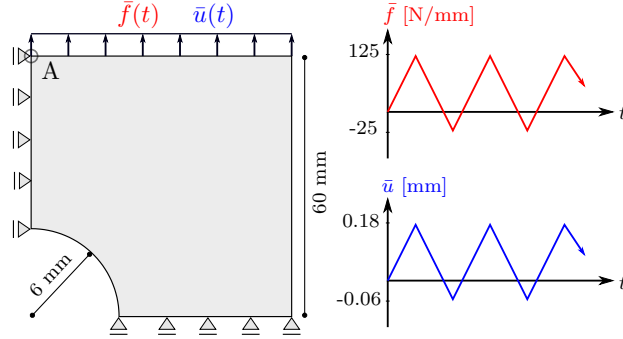 f̄(t) ū(t)
A
60 mm
6 mm
f̄ [N/mm]
125
-25
t
ū [mm]
0.18
-0.06
t